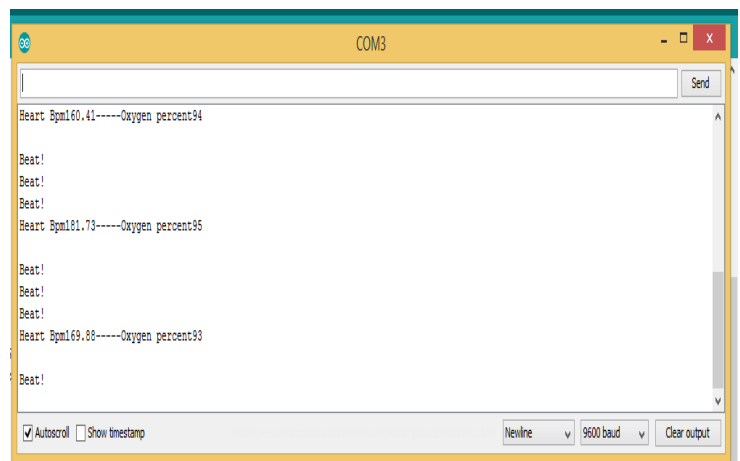 COM3
Send
Heart Bpm160.41-----Oxygen percent94
Beat!
Beat!
Beat!
Heart Bpm181.73-----Oxygen percent95
Beat!
Beat!
Beat!
Heart Bpm169.88-----Oxygen percent93
Beat!
Autoscroll Show timestamp Newline 9600 baud Clear output